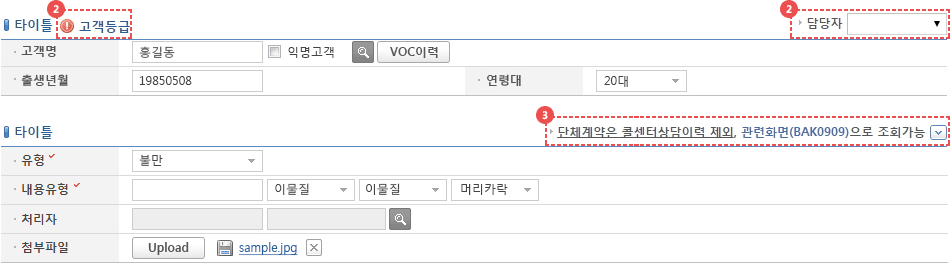 2 2
타이틀 고객등급 담당자
고객명 홍길동 익명고객 VOC이력
출생년월 19850508 연령대 20대
3
타이틀 단체계약은 콜센터상담이력 제외, 관련화면(BAK0909)으로 조회가능
유형 불만
내용유형 이물질 이물질 머리카락
처리자
첨부파일 Upload sample.jpg